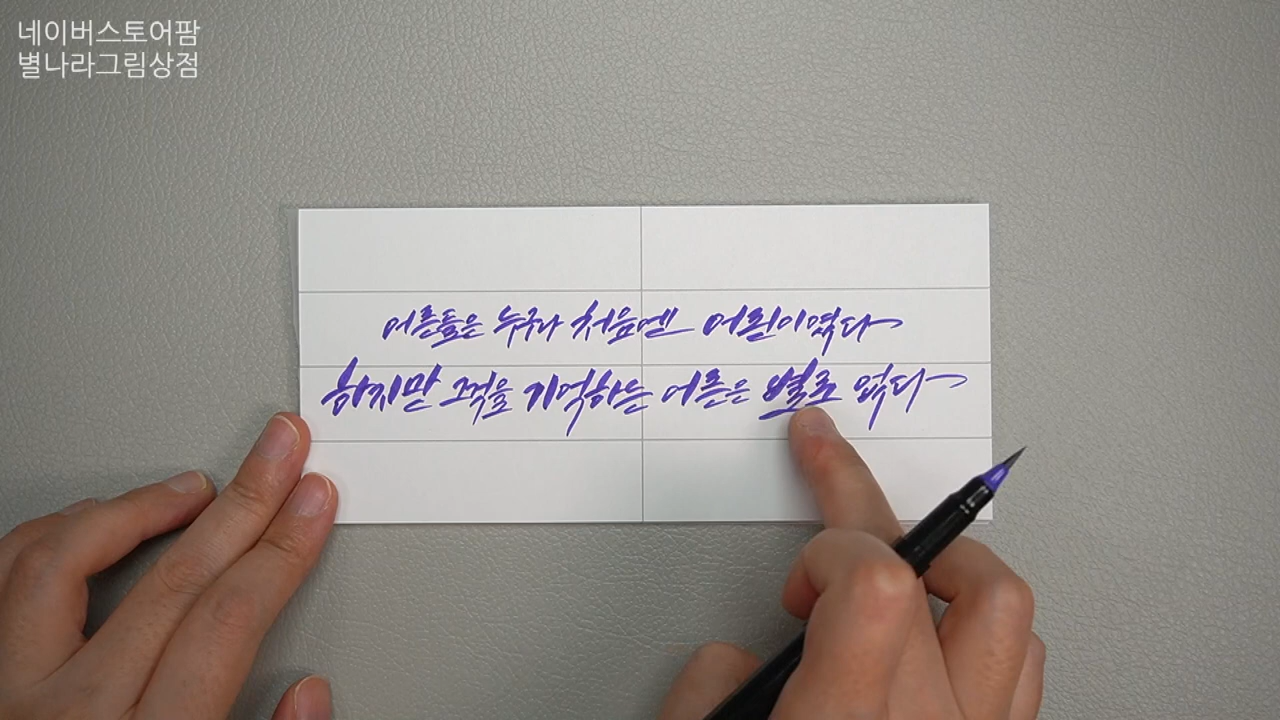 네이버스토어팜
별나라그림상점
어른들은 누구나 처음엔 어린이였다
하지만 그걸을 기억하는 어른은 별로 없다